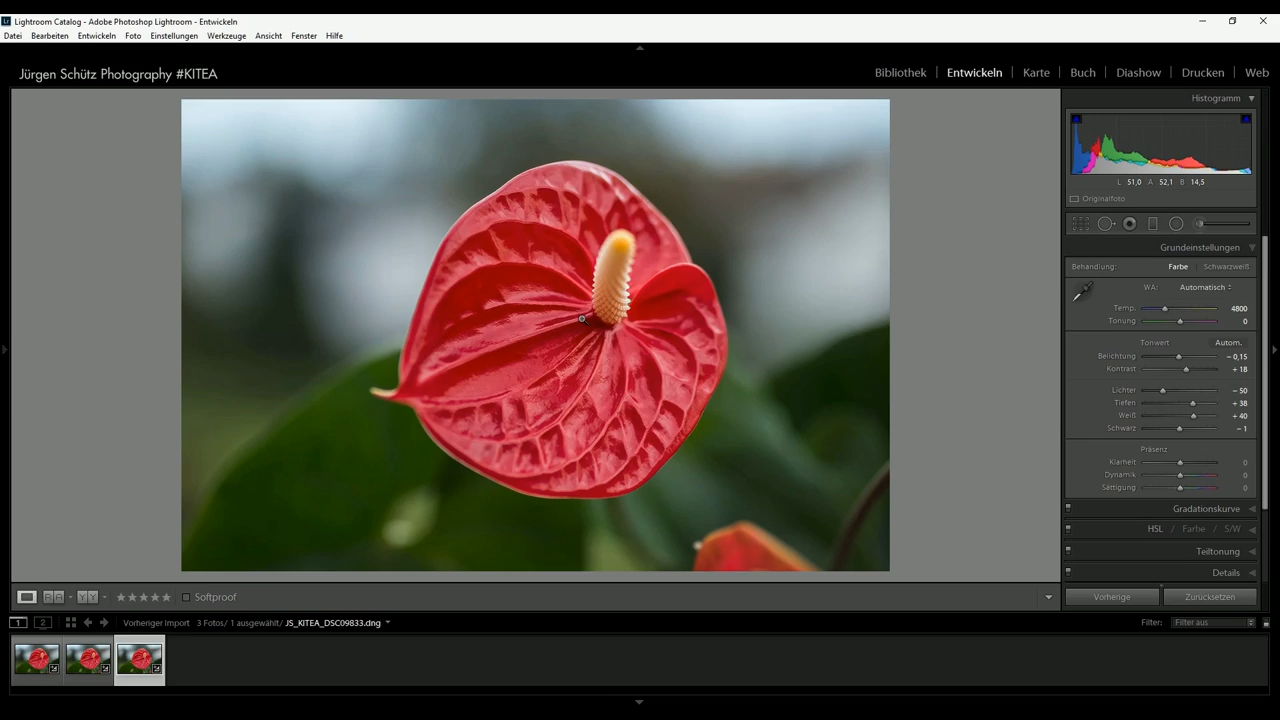 Lightroom Catalog - Adobe Photoshop Lightroom - Entwickeln
Datei Bearbeiten Entwickeln Foto Einstellungen Werkzeuge Ansicht Fenster Hilfe
Jürgen Schütz Photography #KITEA
Bibliothek | Entwickeln | Karte | Buch | Diashow | Drucken | Web
Histogramm
L 51,0 A 52,1 B 14,5
Originalfoto
Grundeinstellungen
Behandlung: Farbe Schwarzweiß
WA: Automatisch
Temp. 4800
Tonung 0
Tonwert Autom.
Belichtung − 0,15
Kontrast + 18
Lichter − 50
Tiefen + 38
Weiß + 40
Schwarz − 1
Präsenz
Klarheit 0
Dynamik 0
Sättigung 0
Gradationskurve
HSL / Farbe / S/W
Teiltonung
Details
Softproof
Vorherige Zurücksetzen
1 2 Vorheriger Import 3 Fotos/ 1 ausgewählt/ JS_KITEA_DSC09833.dng Filter: Filter aus